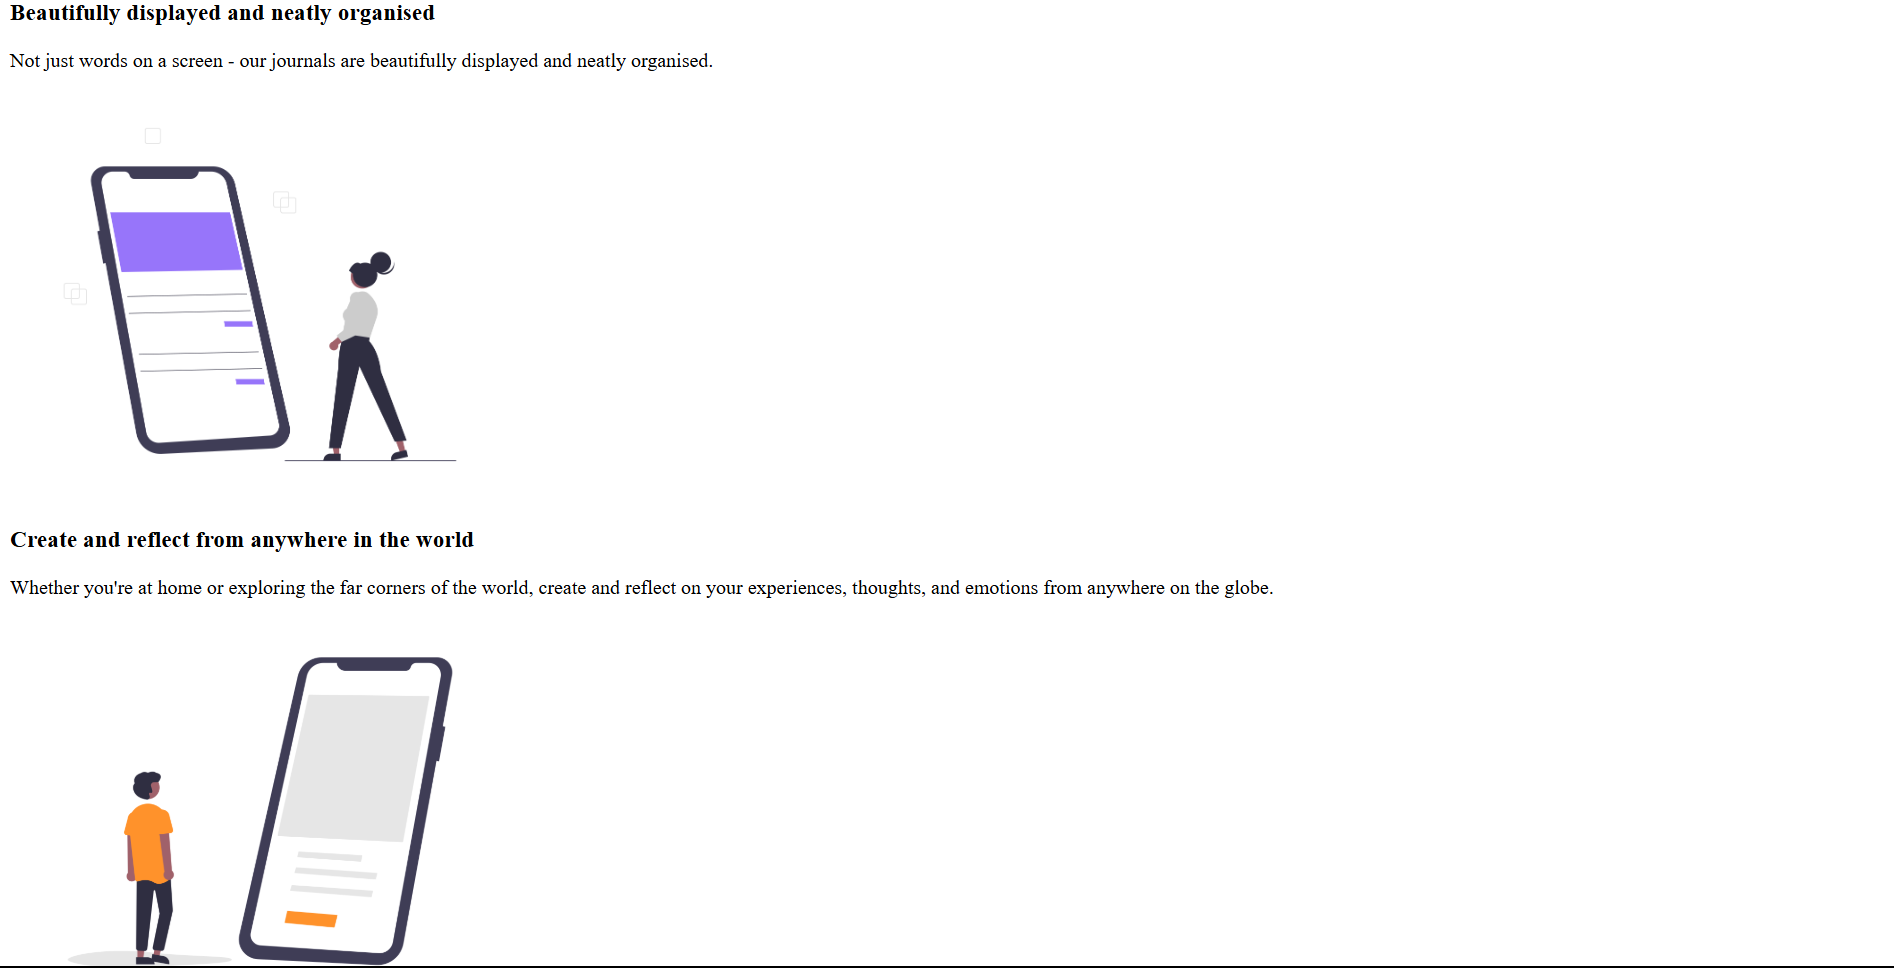 Beautifully displayed and neatly organised
Not just words on a screen - our journals are beautifully displayed and neatly organised.
Create and reflect from anywhere in the world
Whether you're at home or exploring the far corners of the world, create and reflect on your experiences, thoughts, and emotions from anywhere on the globe.